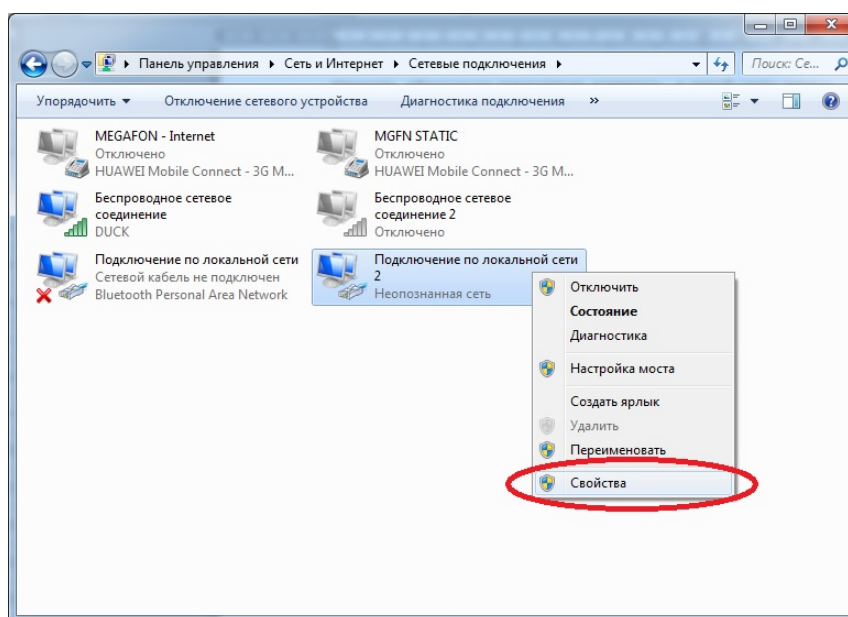 Панель управления Сеть и Интернет Сетевые подключения Поиск: Се...
Упорядочить Отключение сетевого устройства Диагностика подключения »
MEGAFON - Internet
Отключено
HUAWEI Mobile Connect - 3G M...
MGFN STATIC
Отключено
HUAWEI Mobile Connect - 3G M...
Беспроводное сетевое
соединение
DUCK
Беспроводное сетевое
соединение 2
Отключено
Подключение по локальной сети
Сетевой кабель не подключен
Bluetooth Personal Area Network
Подключение по локальной сети
2
Неопознанная сеть
Отключить
Состояние
Диагностика
Настройка моста
Создать ярлык
Удалить
Переименовать
Свойства